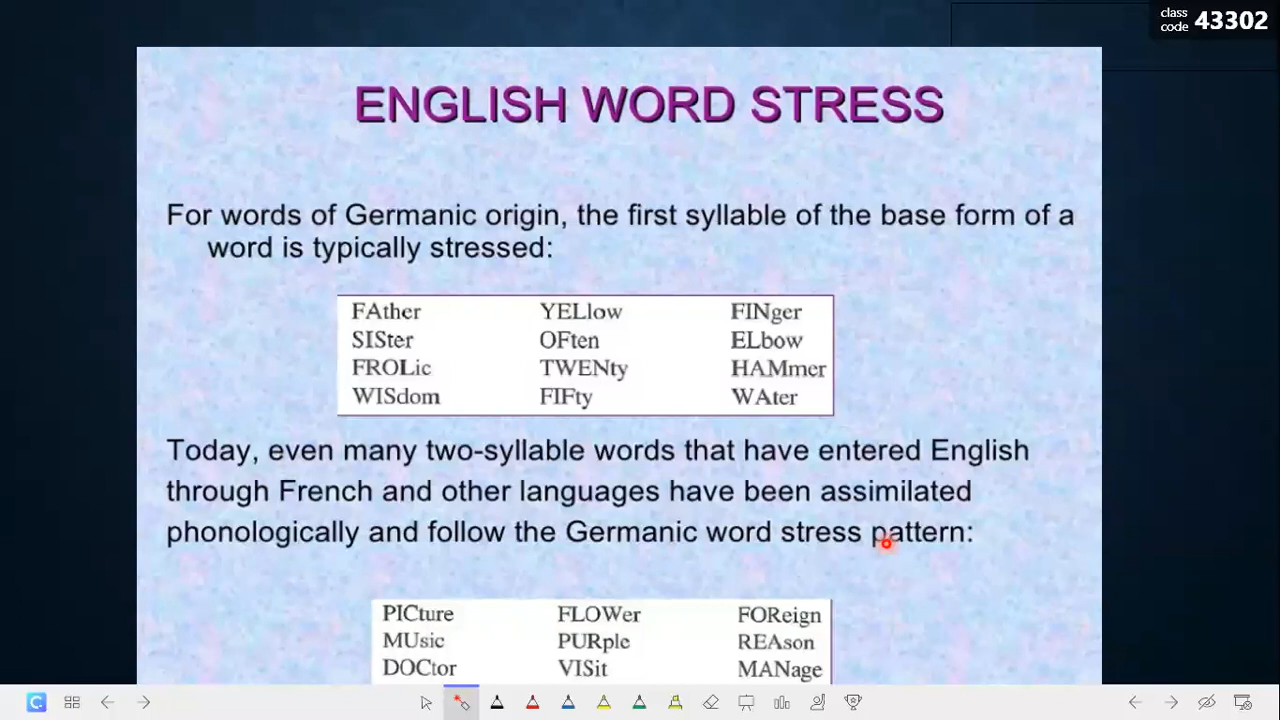 class
code 43302
ENGLISH WORD STRESS
For words of Germanic origin, the first syllable of the base form of a
word is typically stressed:
FAther YELlow FINger
SISter OFten ELbow
FROLic TWENty HAMmer
WISdom FIFty WAter
Today, even many two-syllable words that have entered English
through French and other languages have been assimilated
phonologically and follow the Germanic word stress pattern:
PICture FLOWer FOReign
MUsic PURple REAson
DOCtor VISit MANage